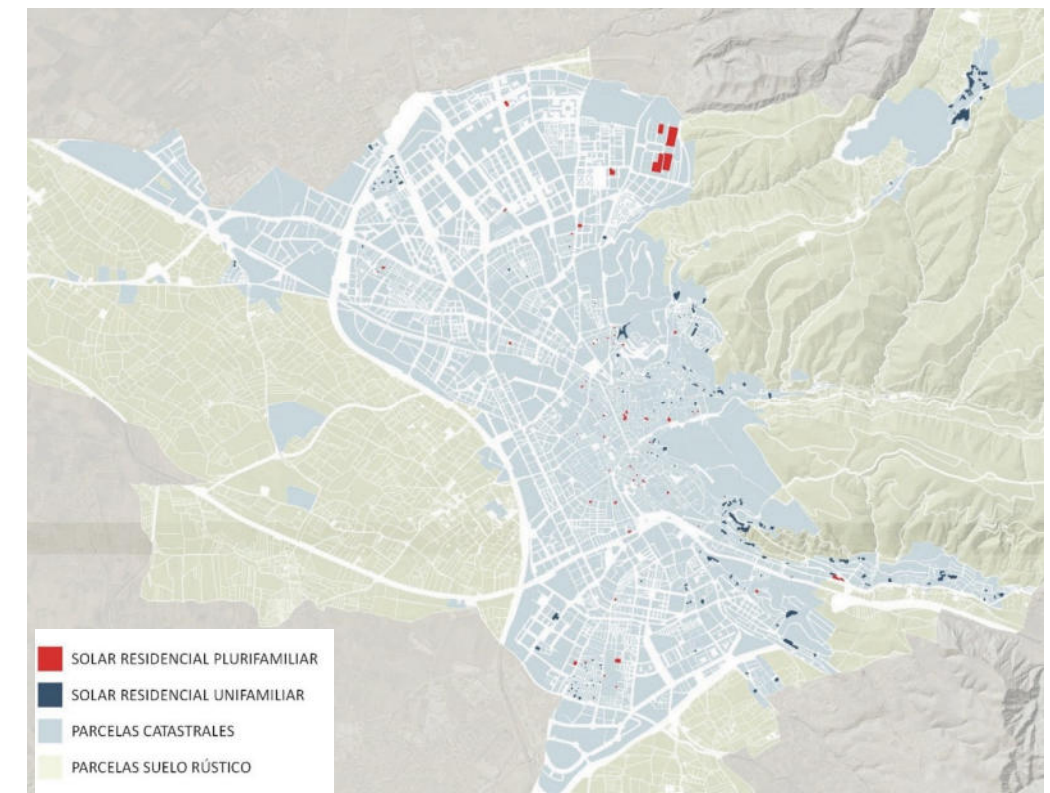 SOLAR RESIDENCIAL PLURIFAMILIAR
SOLAR RESIDENCIAL UNIFAMILIAR
PARCELAS CATASTRALES
PARCELAS SUELO RÚSTICO